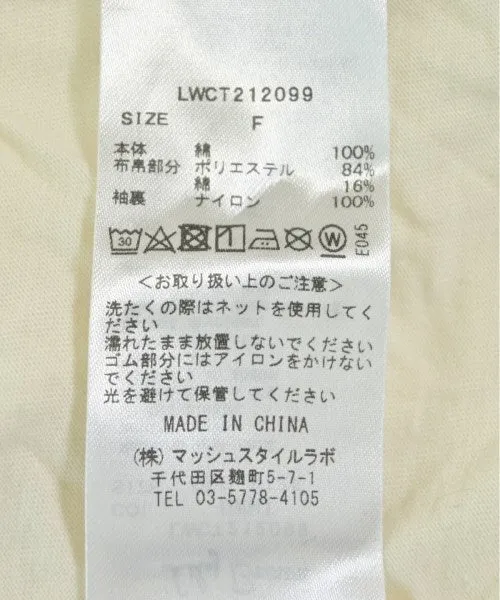 LWCT212099
SIZE F
本体 綿 100%
布帛部分 ポリエステル 84%
綿 16%
袖裏 ナイロン 100%
30 W E045
<お取り扱い上のご注意>
洗たくの際はネットを使用してく
ださい
濡れたまま放置しないでください
ゴム部分にはアイロンをかけない
でください
光を避けて保管してください
MADE IN CHINA
(株)マッシュスタイルラボ
千代田区麹町5-7-1
TEL 03-5778-4105